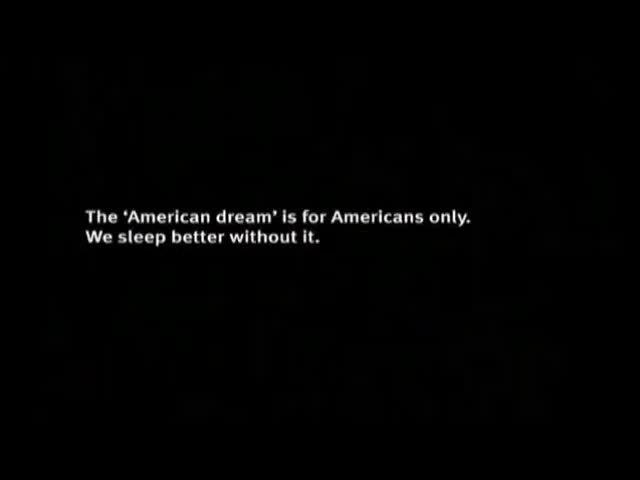 The ‘American dream’ is for Americans only.
We sleep better without it.